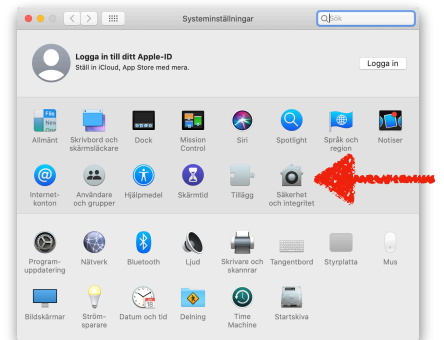 Systeminställningar
Sök
Logga in till ditt Apple-ID
Ställ in iCloud, App Store med mera.
Logga in
File
New
Allmänt
Skrivbord och
skärmsläckare
Dock
Mission
Control
Siri
Spotlight
Språk och
region
Notiser
Internet-
konton
Användare
och grupper
Hjälpmedel
Skärmtid
Tillägg
Säkerhet
och integritet
Program-
uppdatering
Nätverk
Bluetooth
Ljud
Skrivare och
skannrar
Tangentbord
Styrplatta
Mus
Bildskärmar
Ström-
sparare
18
Datum och tid
Delning
Time
Machine
Startskiva